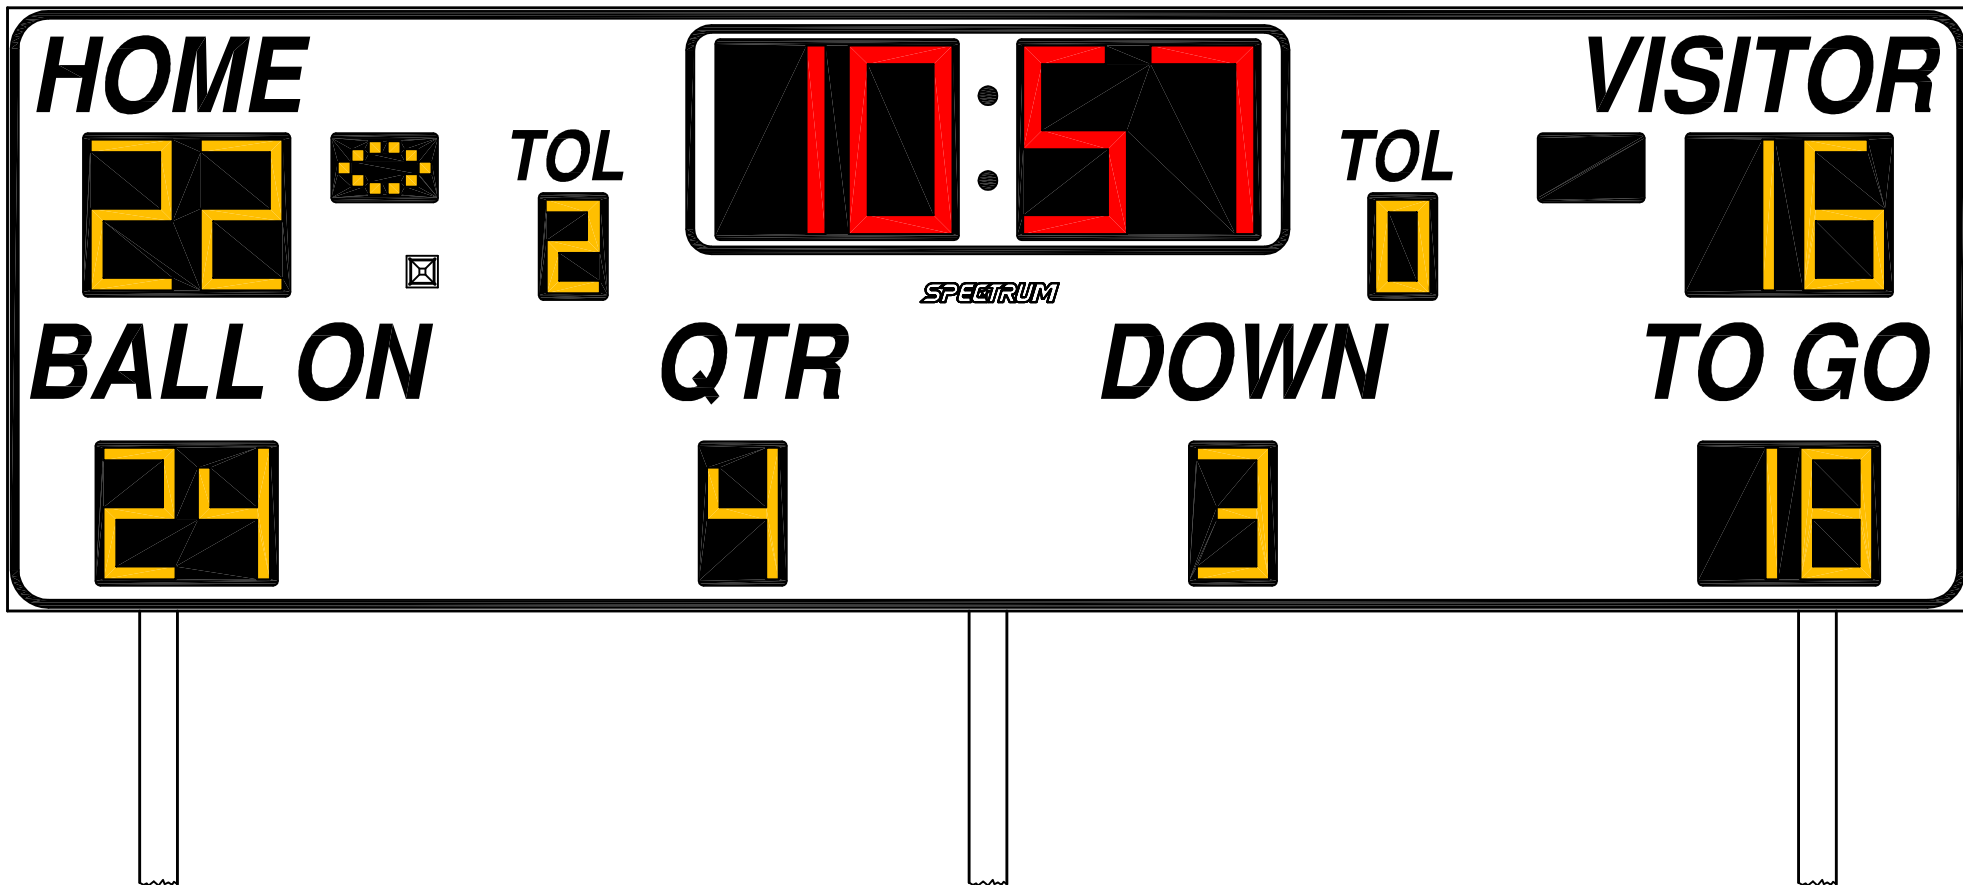 HOME 10:57 VISITOR
22 TOL 2 TOL 0 16
SPECTRUM
BALL ON QTR DOWN TO GO
24 4 3 18